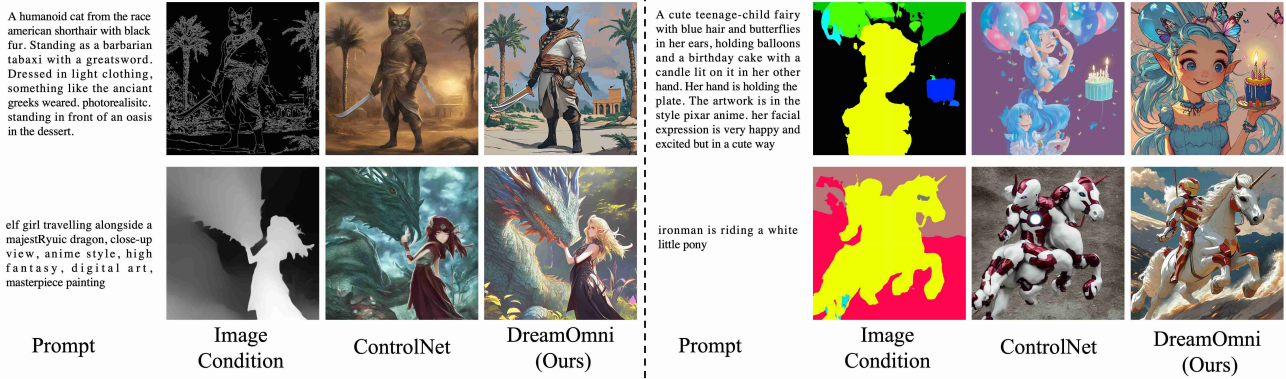 A humanoid cat from the race
american shorthair with black
fur. Standing as a barbarian
tabaxi with a greatsword.
Dressed in light clothing,
something like the anciant
greeks weared. photorealisitc.
standing in front of an oasis
in the dessert.
elf girl travelling alongside a
majestRyuic dragon, close-up
view, anime style, high
fantasy, digital art,
masterpiece painting
Prompt
Image
Condition
ControlNet
DreamOmni
(Ours)
A cute teenage-child fairy
with blue hair and butterflies
in her ears, holding balloons
and a birthday cake with a
candle lit on it in her other
hand. Her hand is holding the
plate. The artwork is in the
style pixar anime. her facial
expression is very happy and
excited but in a cute way
ironman is riding a white
little pony
Prompt
Image
Condition
ControlNet
DreamOmni
(Ours)